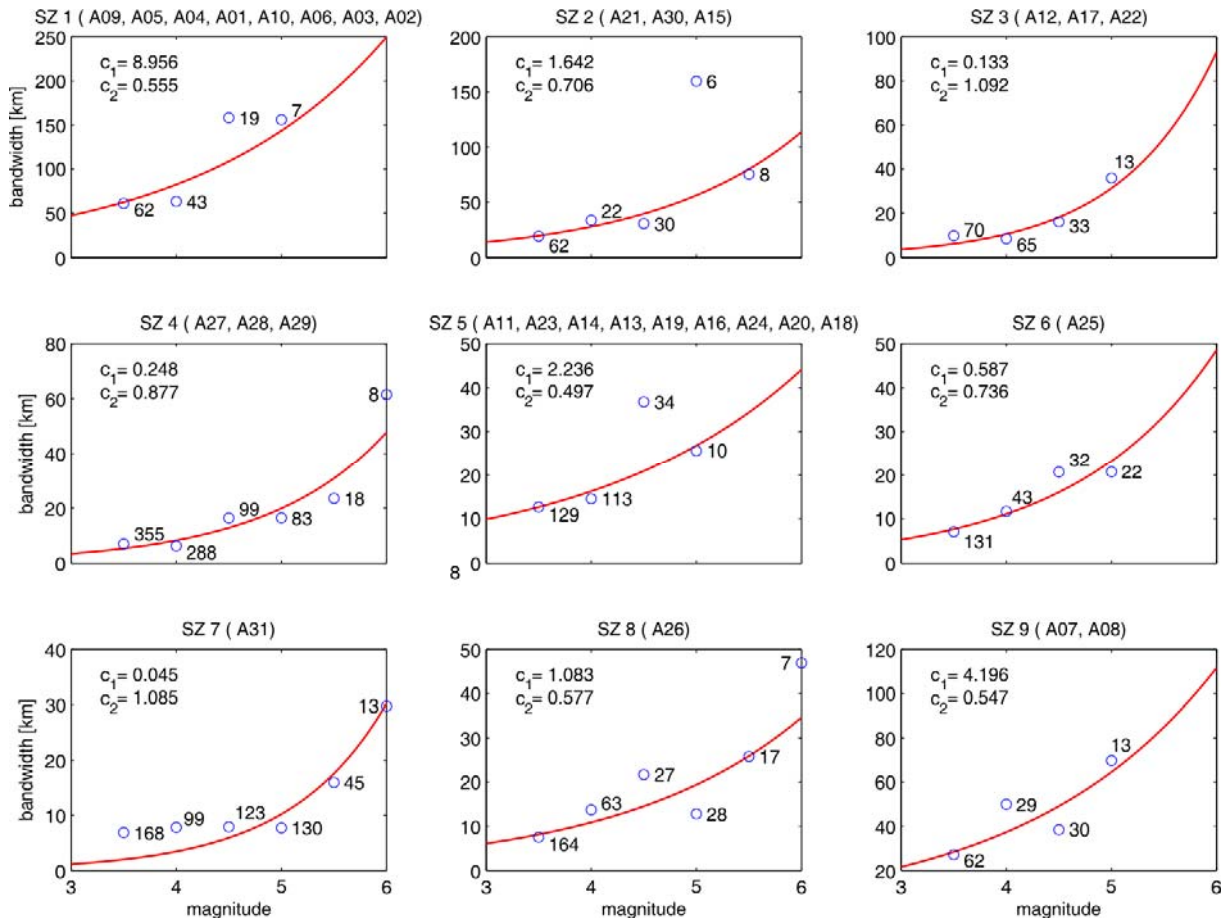 SZ 1 ( A09, A05, A04, A01, A10, A06, A03, A02)
250
200
150
100
50
0
bandwidth [km]
c1= 8.956
c2= 0.555
62
43
19
7
SZ 2 ( A21, A30, A15)
200
150
100
50
0
c1= 1.642
c2= 0.706
62
22
30
6
8
SZ 3 ( A12, A17, A22)
100
80
60
40
20
0
c1= 0.133
c2= 1.092
70
65
33
13
SZ 4 ( A27, A28, A29)
80
60
40
20
0
bandwidth [km]
c1= 0.248
c2= 0.877
355
288
99
83
18
8
SZ 5 ( A11, A23, A14, A13, A19, A16, A24, A20, A18)
50
40
30
20
10
0
8
c1= 2.236
c2= 0.497
129
113
34
10
SZ 6 ( A25)
50
40
30
20
10
0
c1= 0.587
c2= 0.736
131
43
32
22
SZ 7 ( A31)
40
30
20
10
0
bandwidth [km]
c1= 0.045
c2= 1.085
168
99
123
130
45
13
3 4 5 6
magnitude
SZ 8 ( A26)
50
40
30
20
10
0
c1= 1.083
c2= 0.577
164
63
27
28
17
7
3 4 5 6
magnitude
SZ 9 ( A07, A08)
120
100
80
60
40
20
c1= 4.196
c2= 0.547
62
29
30
13
3 4 5 6
magnitude